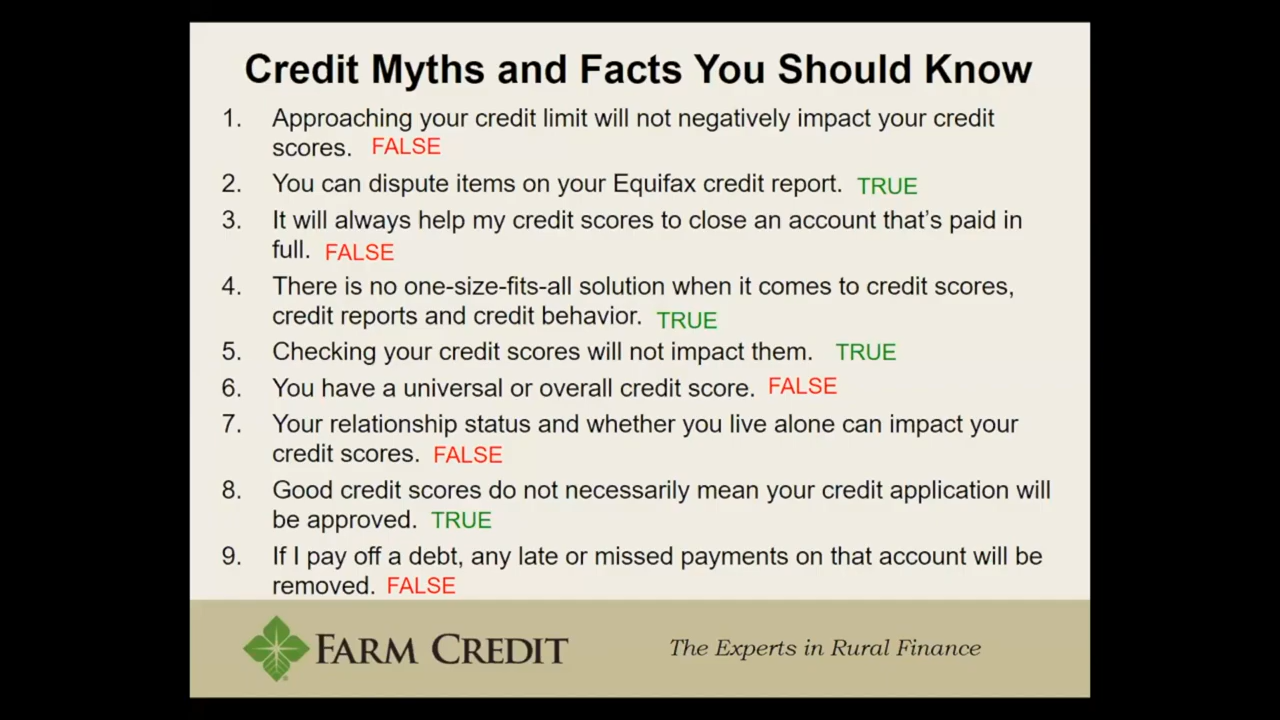 Credit Myths and Facts You Should Know
1. Approaching your credit limit will not negatively impact your credit
scores. FALSE
2. You can dispute items on your Equifax credit report. TRUE
3. It will always help my credit scores to close an account that's paid in
full. FALSE
4. There is no one-size-fits-all solution when it comes to credit scores,
credit reports and credit behavior. TRUE
5. Checking your credit scores will not impact them. TRUE
6. You have a universal or overall credit score. FALSE
7. Your relationship status and whether you live alone can impact your
credit scores. FALSE
8. Good credit scores do not necessarily mean your credit application will
be approved. TRUE
9. If I pay off a debt, any late or missed payments on that account will be
removed. FALSE
FARM CREDIT
The Experts in Rural Finance